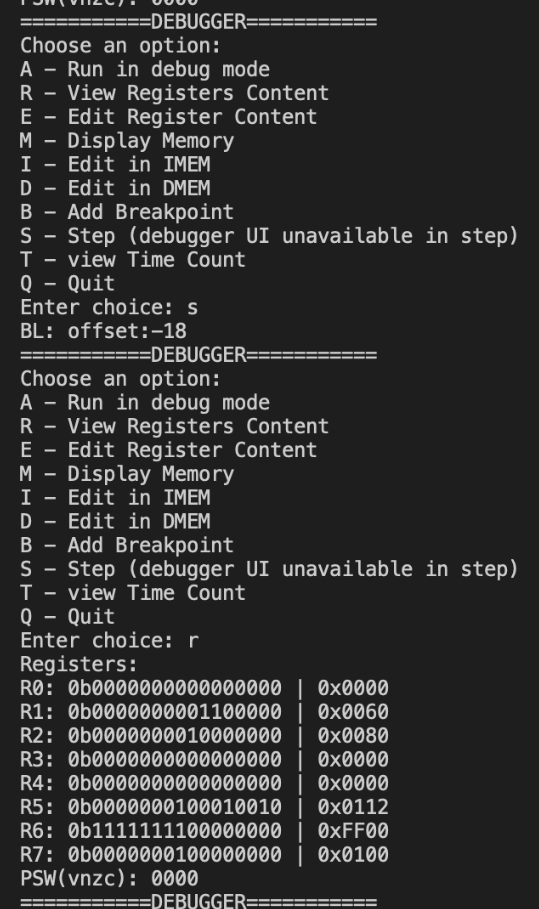 PSW(vnzc): 0000
===========DEBUGGER===========
Choose an option:
A – Run in debug mode
R – View Registers Content
E – Edit Register Content
M – Display Memory
I – Edit in IMEM
D – Edit in DMEM
B – Add Breakpoint
S – Step (debugger UI unavailable in step)
T – view Time Count
Q – Quit
Enter choice: s
BL: offset:-18
===========DEBUGGER===========
Choose an option:
A – Run in debug mode
R – View Registers Content
E – Edit Register Content
M – Display Memory
I – Edit in IMEM
D – Edit in DMEM
B – Add Breakpoint
S – Step (debugger UI unavailable in step)
T – view Time Count
Q – Quit
Enter choice: r
Registers:
R0: 0b0000000000000000 | 0x0000
R1: 0b0000000001100000 | 0x0060
R2: 0b0000000010000000 | 0x0080
R3: 0b0000000000000000 | 0x0000
R4: 0b0000000000000000 | 0x0000
R5: 0b0000000100010010 | 0x0112
R6: 0b1111111100000000 | 0xFF00
R7: 0b0000000100000000 | 0x0100
PSW(vnzc): 0000
===========DEBUGGER===========